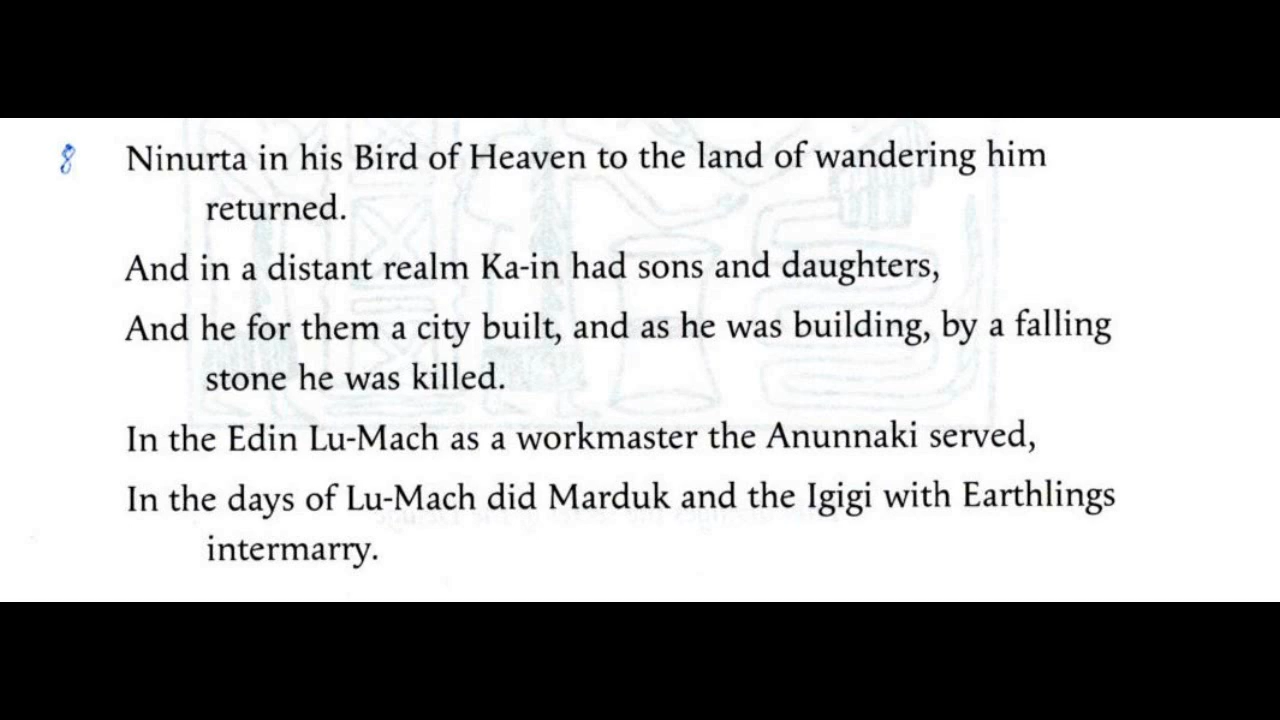 8 Ninurta in his Bird of Heaven to the land of wandering him
returned.
And in a distant realm Ka-in had sons and daughters,
And he for them a city built, and as he was building, by a falling
stone he was killed.
In the Edin Lu-Mach as a workmaster the Anunnaki served,
In the days of Lu-Mach did Marduk and the Igigi with Earthlings
intermarry.